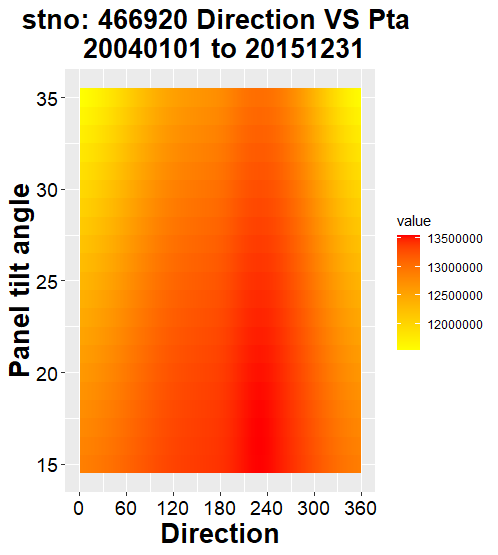 stno: 466920 Direction VS Pta
20040101 to 20151231
Panel tilt angle
35
30
25
20
15
0 60 120 180 240 300 360
Direction
value
13500000
13000000
12500000
12000000